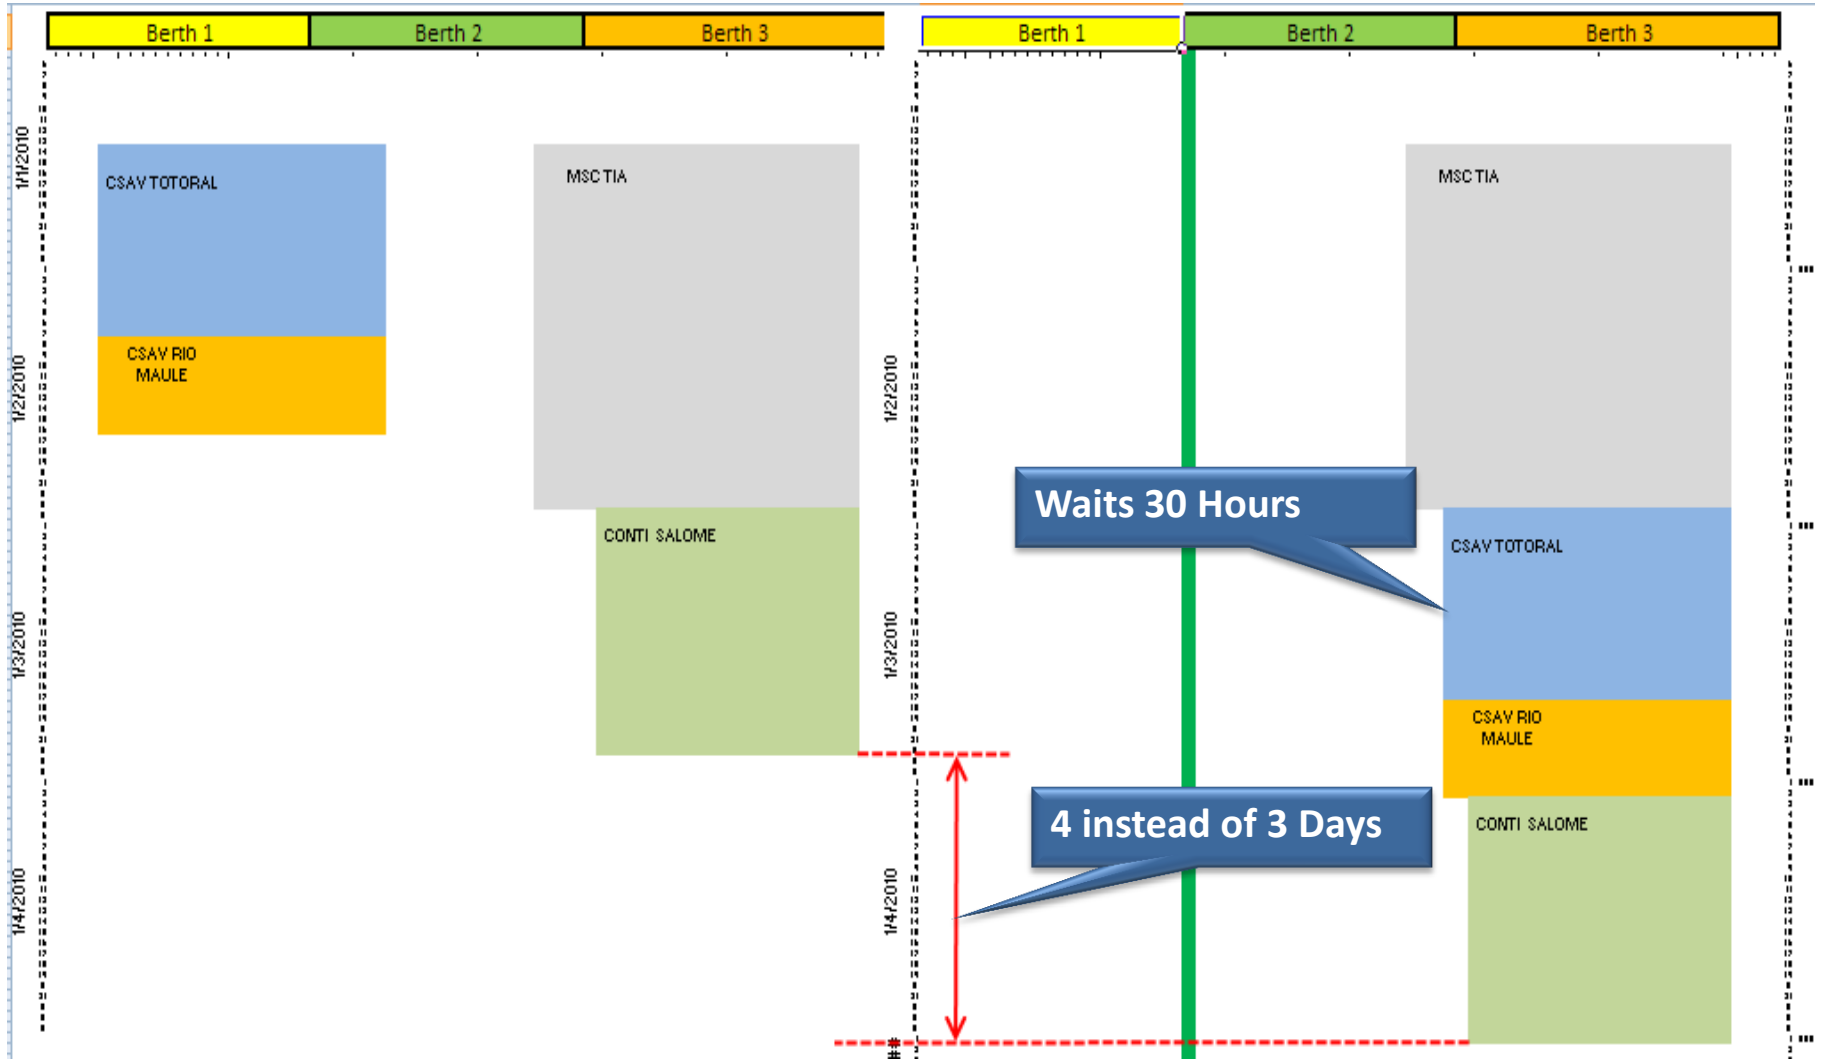 Berth 1
Berth 2
Berth 3
Berth 1
Berth 2
Berth 3
1/1/2010
CSAV TOTORAL
MSC TIA
MSC TIA
1/2/2010
CSAV RIO
MAULE
1/2/2010
Waits 30 Hours
CONTI SALOME
CSAV TOTORAL
1/3/2010
1/3/2010
CSAV RIO
MAULE
4 instead of 3 Days
CONTI SALOME
1/4/2010
1/4/2010
##